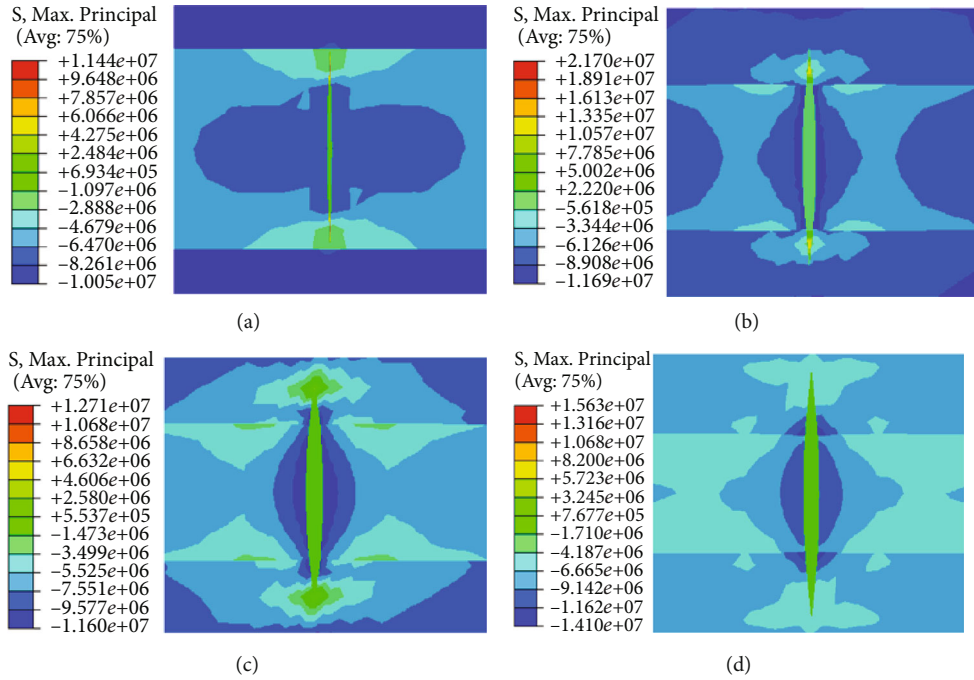 S, Max. Principal
(Avg: 75%)
+1.144e+07
+9.648e+06
+7.857e+06
+6.066e+06
+4.275e+06
+2.484e+06
+6.934e+05
−1.097e+06
−2.888e+06
−4.679e+06
−6.470e+06
−8.261e+06
−1.005e+07
(a)
S, Max. Principal
(Avg: 75%)
+2.170e+07
+1.891e+07
+1.613e+07
+1.335e+07
+1.057e+07
+7.785e+06
+5.002e+06
+2.220e+06
−5.618e+05
−3.344e+06
−6.126e+06
−8.908e+06
−1.169e+07
(b)
S, Max. Principal
(Avg: 75%)
+1.271e+07
+1.068e+07
+8.658e+06
+6.632e+06
+4.606e+06
+2.580e+06
+5.537e+05
−1.473e+06
−3.499e+06
−5.525e+06
−7.551e+06
−9.577e+06
−1.160e+07
(c)
S, Max. Principal
(Avg: 75%)
+1.563e+07
+1.316e+07
+1.068e+07
+8.200e+06
+5.723e+06
+3.245e+06
+7.677e+05
−1.710e+06
−4.187e+06
−6.665e+06
−9.142e+06
−1.162e+07
−1.410e+07
(d)